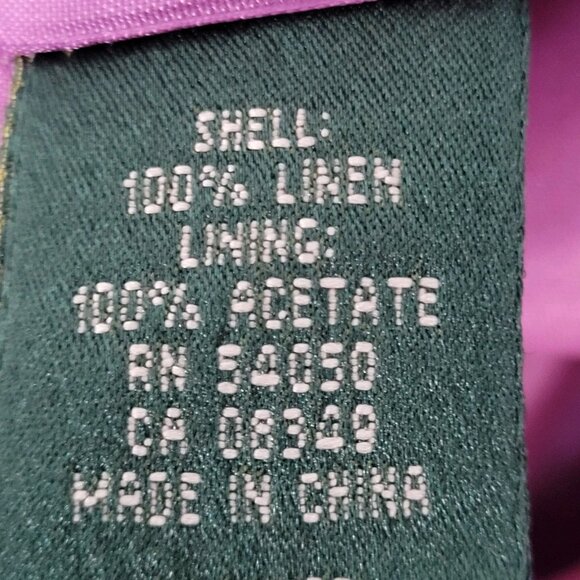 SHELL:
100% LINEN
LINING:
100% ACETATE
RN 54050
CA 08349
MADE IN CHINA